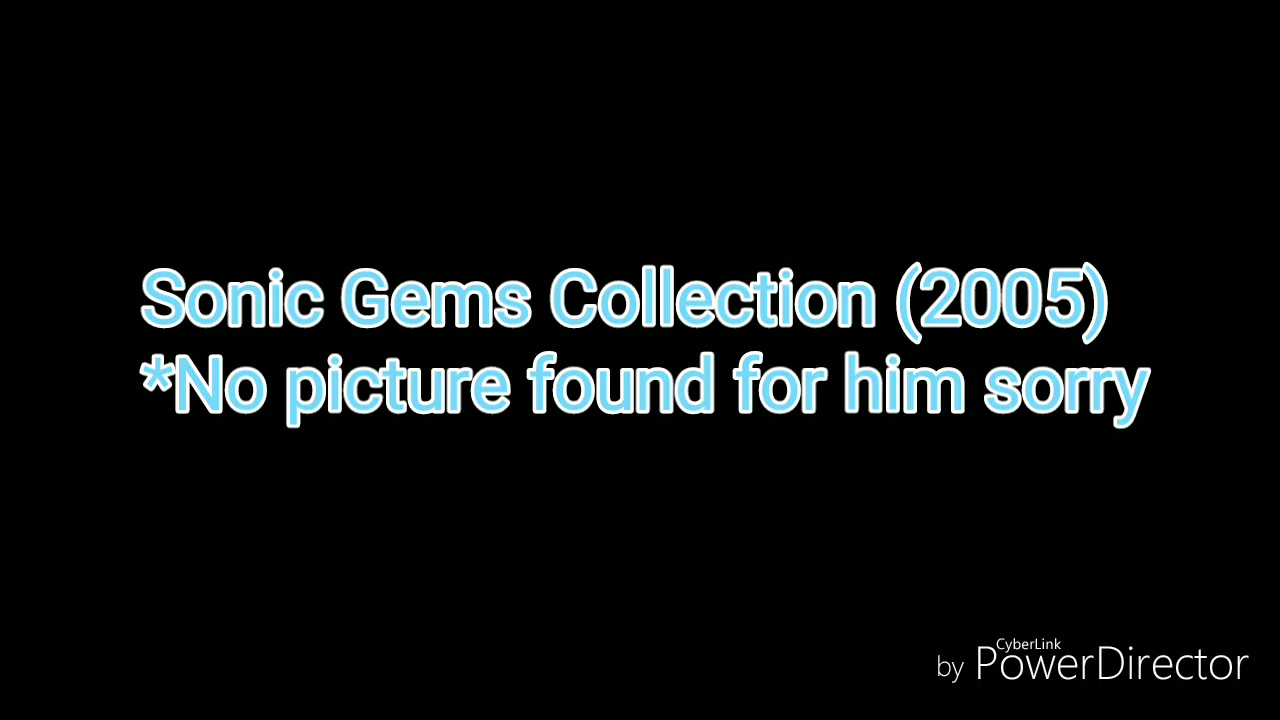 Sonic Gems Collection (2005)
*No picture found for him sorry
CyberLink
by PowerDirector